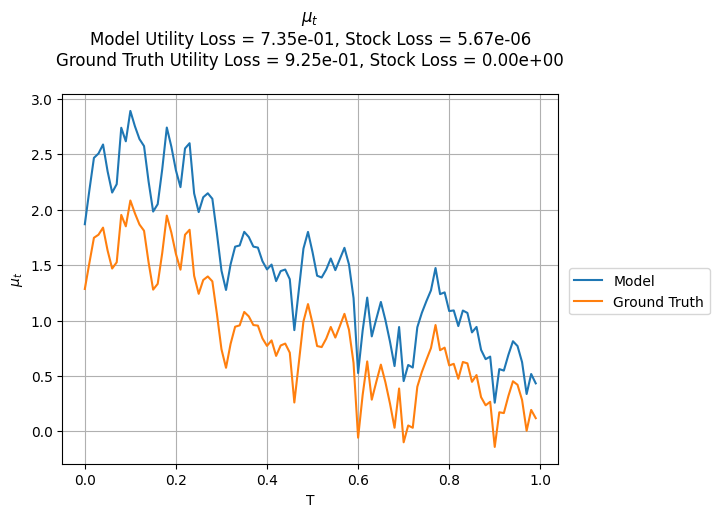 μₜ
Model Utility Loss = 7.35e-01, Stock Loss = 5.67e-06
Ground Truth Utility Loss = 9.25e-01, Stock Loss = 0.00e+00
3.0
2.5
2.0
1.5
1.0
0.5
0.0
μₜ
0.0 0.2 0.4 0.6 0.8 1.0
T
Model
Ground Truth